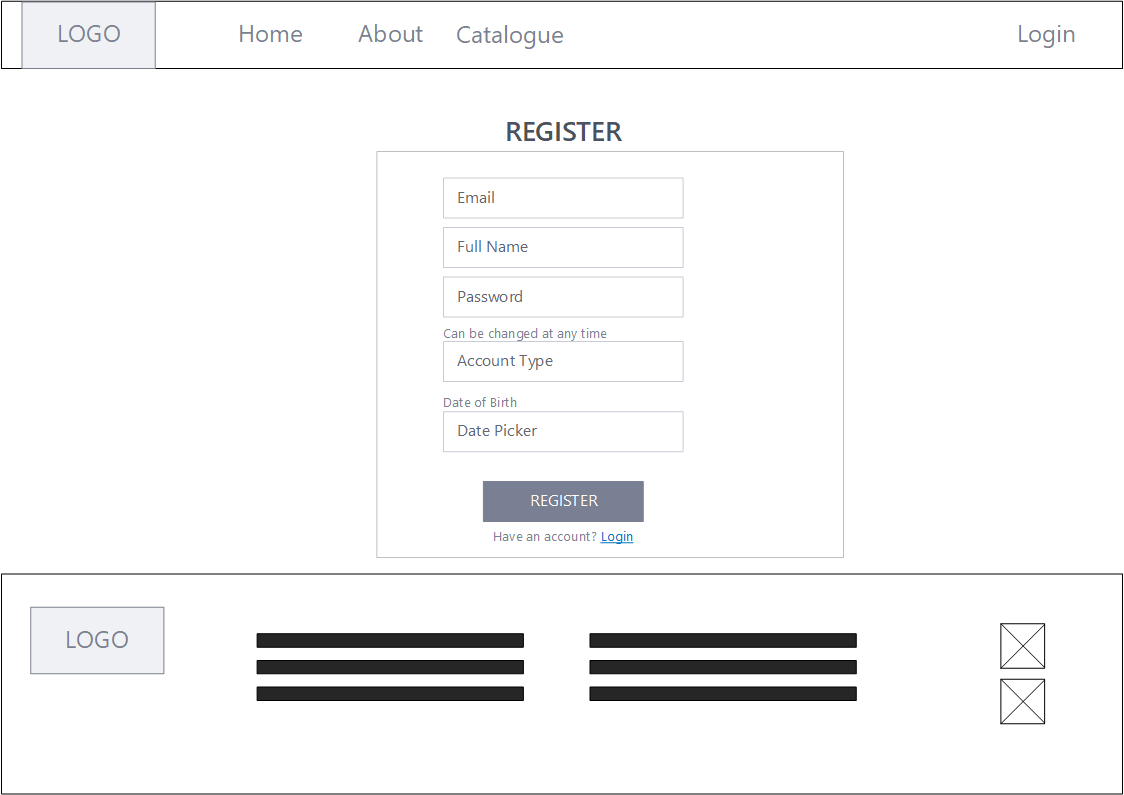 LOGO Home About Catalogue Login
REGISTER
Email
Full Name
Password
Can be changed at any time
Account Type
Date of Birth
Date Picker
REGISTER
Have an account? Login
LOGO